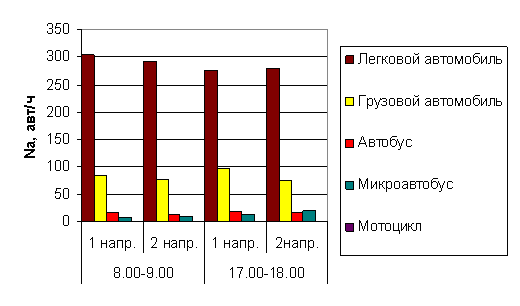 Na, авт/ч
350
300
250
200
150
100
50
0
1 напр. 2 напр. 1 напр. 2напр.
8.00-9.00 17.00-18.00
Легковой автомобиль
Грузовой автомобиль
Автобус
Микроавтобус
Мотоцикл